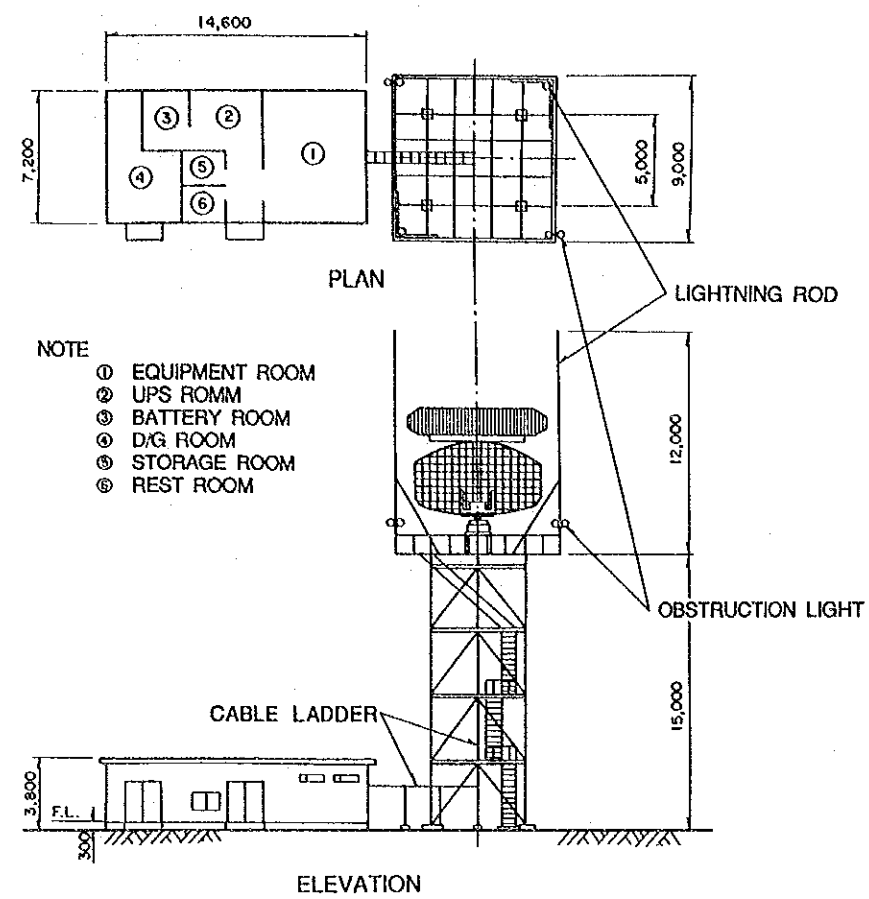 14,600
7,200
③
②
①
④
⑤
⑥
5,000
9,000
PLAN
LIGHTNING ROD
NOTE
① EQUIPMENT ROOM
② UPS ROMM
③ BATTERY ROOM
④ D/G ROOM
⑤ STORAGE ROOM
⑥ REST ROOM
12,000
OBSTRUCTION LIGHT
CABLE LADDER
15,000
3,800
F.L.
300
ELEVATION